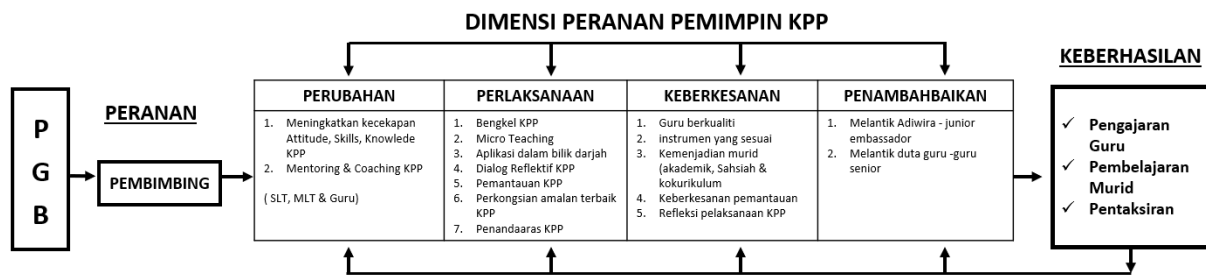 DIMENSI PERANAN PEMIMPIN KPP
P
G
B
PERANAN
PEMBIMBING
PERUBAHAN
1. Meningkatkan kecekapan
Attitude, Skills, Knowlede
KPP
2. Mentoring & Coaching KPP
( SLT, MLT & Guru)
PERLAKSANAAN
1. Bengkel KPP
2. Micro Teaching
3. Aplikasi dalam bilik darjah
4. Dialog Reflektif KPP
5. Pemantauan KPP
6. Perkongsian amalan terbaik
KPP
7. Penandaaras KPP
KEBERKESANAN
1. Guru berkualiti
2. instrumen yang sesuai
3. Kemenjadian murid
(akademik, Sahsiah &
kokurikulum
4. Keberkesanan pemantauan
5. Refleksi pelaksanaan KPP
PENAMBAHBAIKAN
1. Melantik Adiwira - junior
embassador
2. Melantik duta guru -guru
senior
KEBERHASILAN
✓ Pengajaran
Guru
✓ Pembelajaran
Murid
✓ Pentaksiran